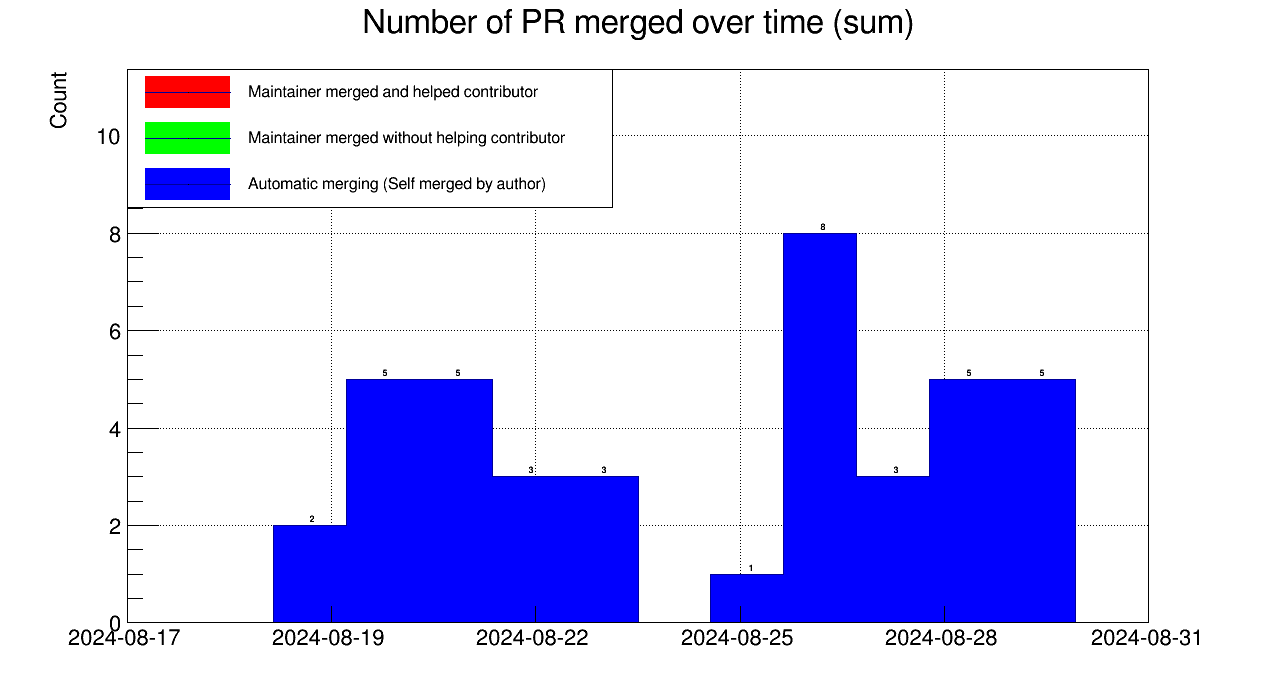 Number of PR merged over time (sum)
Count
Maintainer merged and helped contributor
Maintainer merged without helping contributor
Automatic merging (Self merged by author)
10
8
6
4
2
0
2
5
5
3
3
1
8
3
5
5
2024-08-17 2024-08-19 2024-08-22 2024-08-25 2024-08-28 2024-08-31